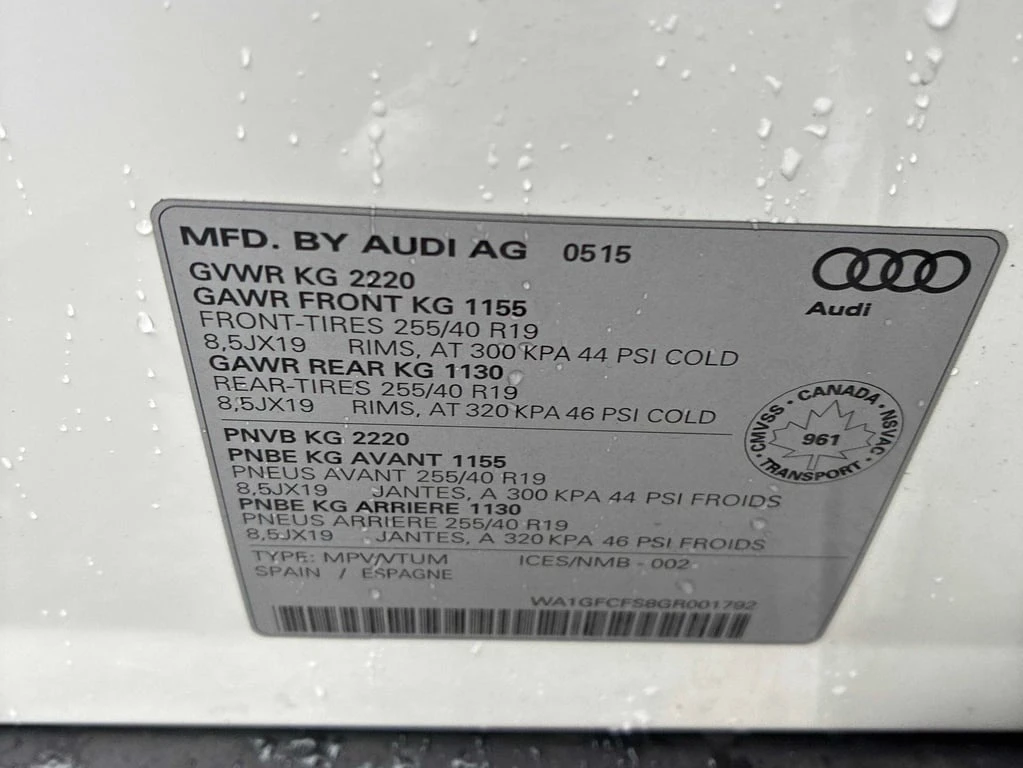 MFD. BY AUDI AG 0515
Audi
GVWR KG 2220
GAWR FRONT KG 1155
FRONT-TIRES 255/40 R19
8,5JX19 RIMS, AT 300 KPA 44 PSI COLD
GAWR REAR KG 1130
REAR-TIRES 255/40 R19
8,5JX19 RIMS, AT 320 KPA 46 PSI COLD
CANADA · NSVAC · TRANSPORT · CMVSS ·
961
PNVB KG 2220
PNBE KG AVANT 1155
PNEUS AVANT 255/40 R19
8,5JX19 JANTES, A 300 KPA 44 PSI FROIDS
PNBE KG ARRIERE 1130
PNEUS ARRIERE 255/40 R19
8,5JX19 JANTES, A 320 KPA 46 PSI FROIDS
TYPE: MPV/VTUM ICES/NMB - 002
SPAIN / ESPAGNE
WA1GFCFS8GR001792